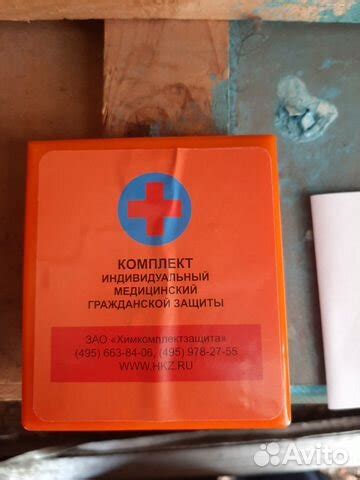 КОМПЛЕКТ
ИНДИВИДУАЛЬНЫЙ
МЕДИЦИНСКИЙ
ГРАЖДАНСКОЙ ЗАЩИТЫ
ЗАО «Химкомплектзащита»
(495) 663-84-06, (495) 978-27-55
WWW.HKZ.RU
Avito